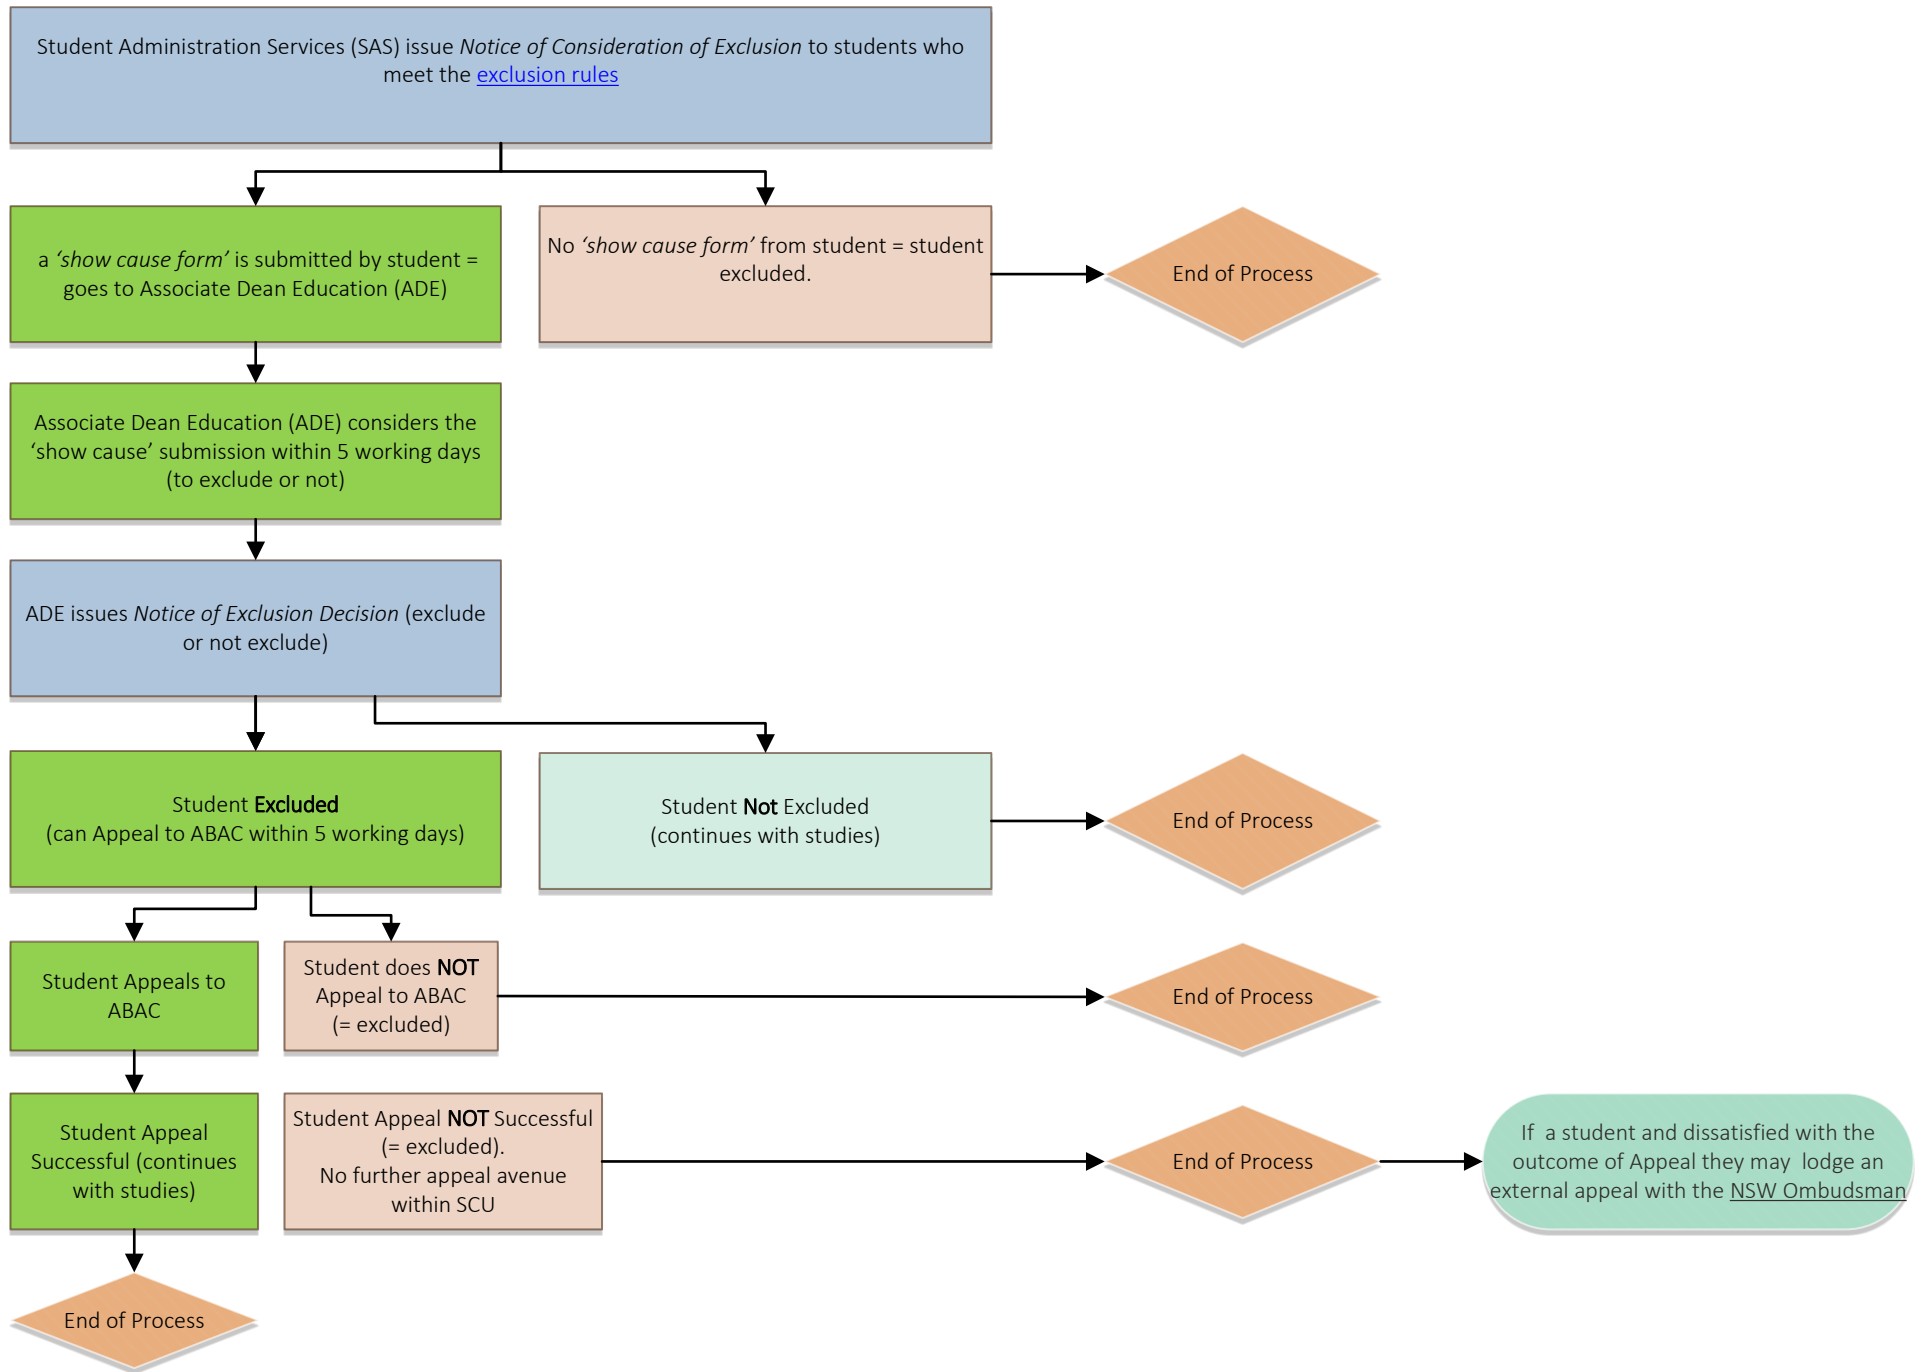 Student Administration Services (SAS) issue Notice of Consideration of Exclusion to students who
meet the exclusion rules
a ‘show cause form’ is submitted by student =
goes to Associate Dean Education (ADE)
No ‘show cause form’ from student = student
excluded.
End of Process
Associate Dean Education (ADE) considers the
‘show cause’ submission within 5 working days
(to exclude or not)
ADE issues Notice of Exclusion Decision (exclude
or not exclude)
Student Excluded
(can Appeal to ABAC within 5 working days)
Student Not Excluded
(continues with studies)
End of Process
Student Appeals to
ABAC
Student does NOT
Appeal to ABAC
(= excluded)
End of Process
Student Appeal
Successful (continues
with studies)
Student Appeal NOT Successful
(= excluded).
No further appeal avenue
within SCU
End of Process
If a student and dissatisfied with the
outcome of Appeal they may lodge an
external appeal with the NSW Ombudsman
End of Process